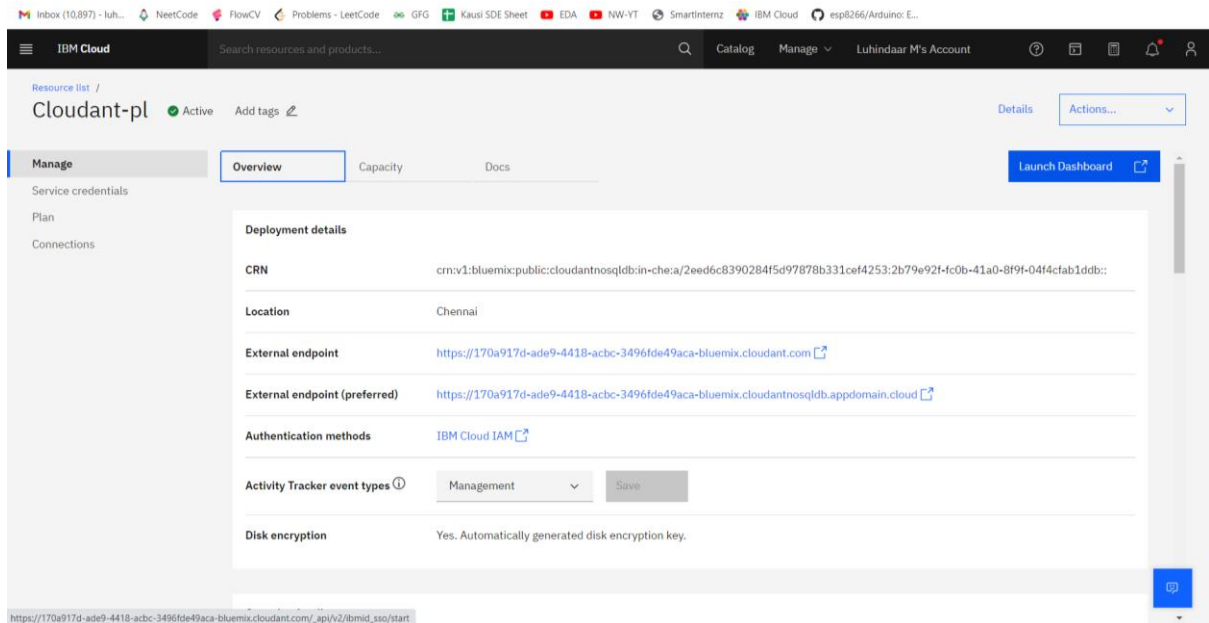 Inbox (10,897) - luh... NeetCode FlowCV Problems - LeetCode GFG Kausi SDE Sheet EDA NW-YT SmartInternz IBM Cloud esp8266/Arduino: E...
IBM Cloud Search resources and products... Catalog Manage Luhindaar M's Account
Resource list /
Cloudant-pl Active Add tags Details Actions...
Manage Overview Capacity Docs Launch Dashboard
Service credentials
Plan
Connections
Deployment details
CRN crn:v1:bluemix:public:cloudantnosqldb:in-che:a/2eed6c8390284f5d97878b331cef4253:2b79e92f-fc0b-41a0-8f9f-04f4cfab1ddb::
Location Chennai
External endpoint https://170a917d-ade9-4418-acbc-3496fde49aca-bluemix.cloudant.com
External endpoint (preferred) https://170a917d-ade9-4418-acbc-3496fde49aca-bluemix.cloudantnosqldb.appdomain.cloud
Authentication methods IBM Cloud IAM
Activity Tracker event types Management Save
Disk encryption Yes. Automatically generated disk encryption key.
https://170a917d-ade9-4418-acbc-3496fde49aca-bluemix.cloudant.com/_api/v2/ibmid_sso/start